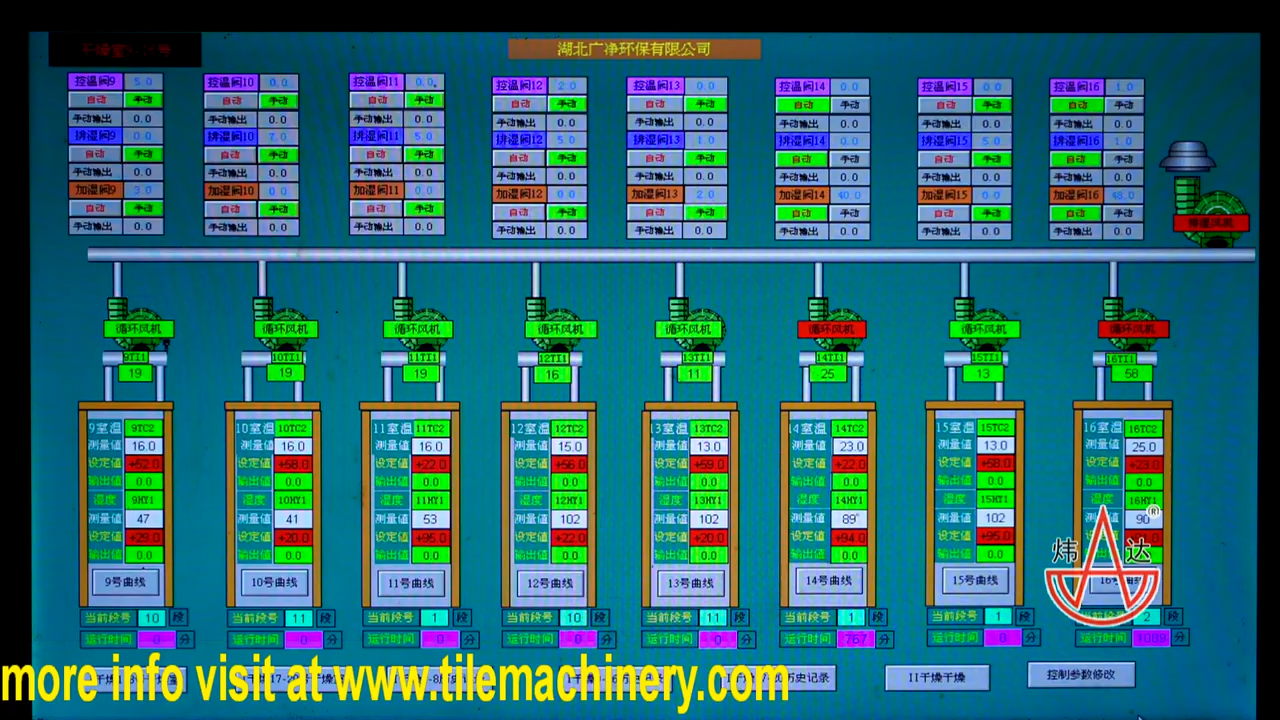 干燥室9-16号
湖北广净环保有限公司
控温阀9 5.0 控温阀10 0.0 控温阀11 0.0 控温阀12 2.0 控温阀13 0.0 控温阀14 0.0 控温阀15 0.0 控温阀16 1.0
自动 手动 自动 手动 自动 手动 自动 手动 自动 手动 自动 手动 自动 手动 自动 手动
手动输出 0.0 手动输出 0.0 手动输出 0.0 手动输出 0.0 手动输出 0.0 手动输出 0.0 手动输出 0.0 手动输出 0.0
排湿阀9 0.0 排湿阀10 7.0 排湿阀11 5.0 排湿阀12 5.0 排湿阀13 1.0 排湿阀14 0.0 排湿阀15 5.0 排湿阀16 1.0
自动 手动 自动 手动 自动 手动 自动 手动 自动 手动 自动 手动 自动 手动 自动 手动
手动输出 0.0 手动输出 0.0 手动输出 0.0 手动输出 0.0 手动输出 0.0 手动输出 0.0 手动输出 0.0 手动输出 0.0
加湿阀9 3.0 加湿阀10 0.0 加湿阀11 0.0 加湿阀12 0.0 加湿阀13 2.0 加湿阀14 40.0 加湿阀15 0.0 加湿阀16
自动 手动 自动 手动 自动 手动 自动 手动 自动 手动 自动 手动 自动 手动 自动 手动
手动输出 0.0 手动输出 0.0 手动输出 0.0 手动输出 0.0 手动输出 0.0 手动输出 0.0 手动输出 0.0 手动输出 0.0
排湿风机
循环风机 循环风机 循环风机 循环风机 循环风机 循环风机 循环风机 循环风机
9TI1 10TI1 11TI1 12TI1 13TI1 14TI1 15TI1 16TI1
19 19 19 16 11 25 13 58
9室温 9TC2 10室温 10TC2 11室温 11TC2 12室温 12TC2 13室温 13TC2 14室温 14TC2 15室温 15TC2 16室温 16TC2
测量值 16.0 测量值 16.0 测量值 16.0 测量值 15.0 测量值 13.0 测量值 23.0 测量值 13.0 测量值 25.0
设定值 +52.0 设定值 +58.0 设定值 +22.0 设定值 +56.0 设定值 +59.0 设定值 +22.0 设定值 +58.0 设定值 +23.0
输出值 0.0 输出值 0.0 输出值 0.0 输出值 0.0 输出值 0.0 输出值 0.0 输出值 0.0 输出值 0.0
湿度 9HY1 湿度 10HY1 湿度 11HY1 湿度 12HY1 湿度 13HY1 湿度 14HY1 湿度 15HY1 湿度 16HY1
测量值 47 测量值 41 测量值 53 测量值 102 测量值 102 测量值 89 测量值 102 测量值 90
设定值 +29.0 设定值 +20.0 设定值 +95.0 设定值 +22.0 设定值 +20.0 设定值 +94.0 设定值 +95.0
输出值 0.0 输出值 0.0 输出值 0.0 输出值 0.0 输出值 0.0 输出值 0.0 输出值 0.0
炜达 ®
9号曲线 10号曲线 11号曲线 12号曲线 13号曲线 14号曲线 15号曲线 16号曲线
当前段号 10 段 当前段号 11 段 当前段号 1 段 当前段号 10 段 当前段号 11 段 当前段号 1 段 当前段号 1 段 当前段号 2 段
运行时间 0 分 运行时间 0 分 运行时间 0 分 运行时间 0 分 运行时间 0 分 运行时间 767 分 运行时间 0 分 运行时间 1009 分
II干燥干燥 控制参数修改
more info visit at www.tilemachinery.com